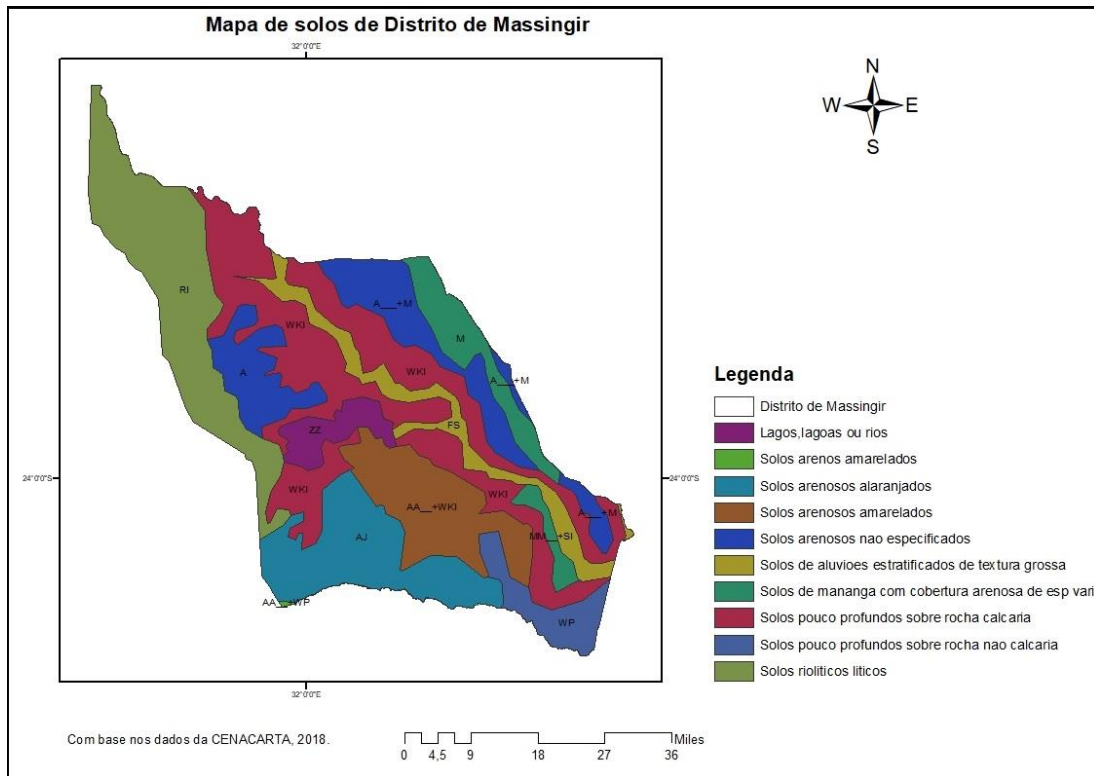 Mapa de solos de Distrito de Massingir
32°0'0"E
N
W E
S
RI
A___+M
WKI
M
WKI
A___+M
A
ZZ
FS
24°0'0"S
24°0'0"S
WKI
WKI
AA__+WKI
A___+M
MM__+SI
AJ
AA__+WP
WP
32°0'0"E
Legenda
Distrito de Massingir
Lagos,lagoas ou rios
Solos arenos amarelados
Solos arenosos alaranjados
Solos arenosos amarelados
Solos arenosos nao especificados
Solos de aluvioes estratificados de textura grossa
Solos de mananga com cobertura arenosa de esp vari
Solos pouco profundos sobre rocha calcaria
Solos pouco profundos sobre rocha nao calcaria
Solos rioliticos liticos
Com base nos dados da CENACARTA, 2018.
Miles
0 4,5 9 18 27 36